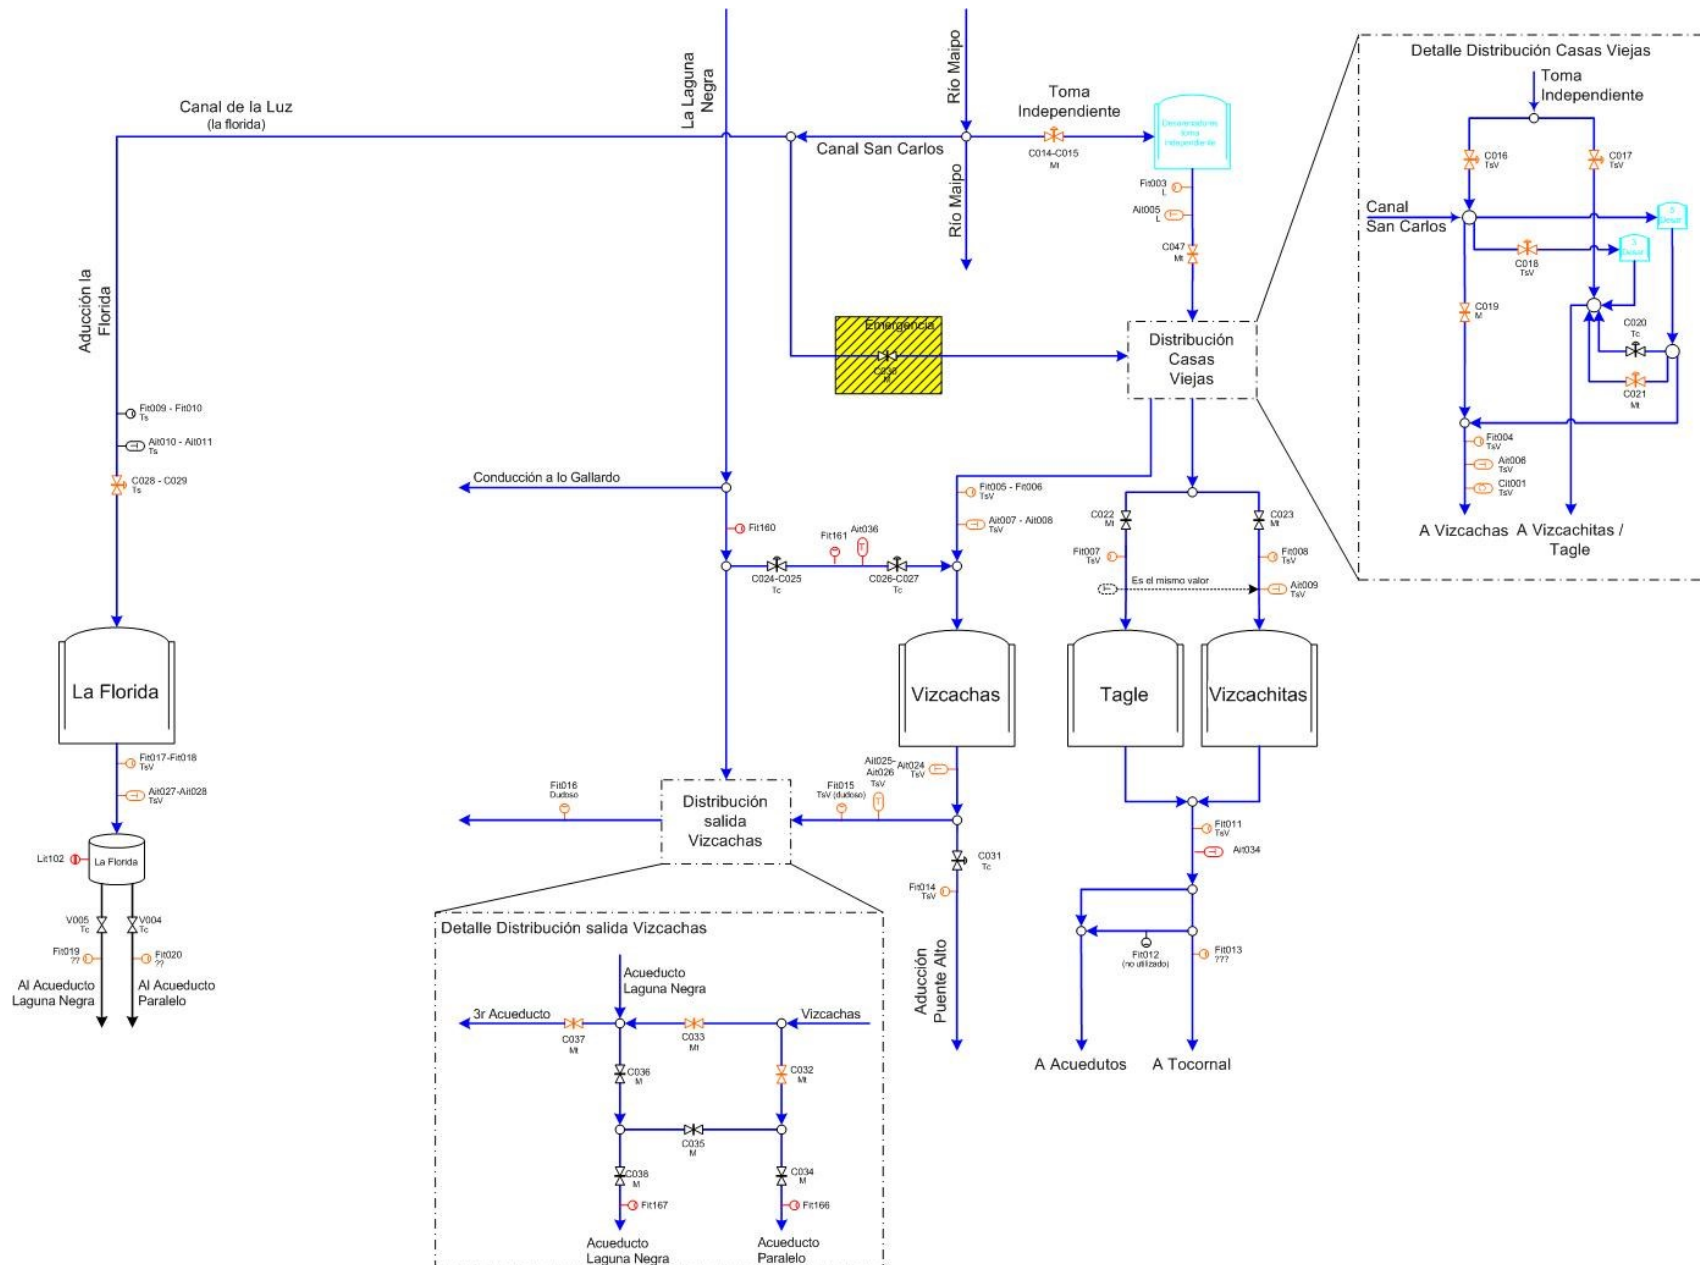 La Laguna
Negra
Río Maipo
Río Maipo
Canal de la Luz
(la florida)
Canal San Carlos
Toma
Independiente
C014-C015
Mt
Desarenadores
toma
independiente
Fit003
L
Ait005
L
C047
Mt
Emergencia
C030
M
Distribución
Casas
Viejas
Detalle Distribución Casas Viejas
Toma
Independiente
C016
TsV
C017
TsV
Canal
San Carlos
5
Desar
3
Desar
C018
TsV
C019
M
C020
Tc
C021
Mt
Fit004
TsV
Ait006
TsV
Cit001
TsV
A Vizcachas
A Vizcachitas /
Tagle
Aducción la
Florida
Fit009 - Fit010
Ts
Ait010 - Ait011
Ts
C028 - C029
Ts
La Florida
Fit017-Fit018
TsV
Ait027-Ait028
TsV
Lit102
La Florida
V005
Tc
V004
Tc
Fit019
??
Fit020
??
Al Acueducto
Laguna Negra
Al Acueducto
Paralelo
Conducción a lo Gallardo
Fit160
C024-C025
Tc
Fit161
Ait036
C026-C027
Tc
Fit005 - Fit006
TsV
Ait007 - Ait008
TsV
C022
Mt
C023
Mt
Fit007
TsV
Fit008
TsV
Es el mismo valor
Ait009
TsV
Vizcachas
Tagle
Vizcachitas
Ait025-
Ait026
TsV
Ait024
TsV
Fit015
TsV (dudoso)
Fit016
Dudoso
Distribución
salida
Vizcachas
C031
Tc
Fit014
TsV
Aducción
Puente Alto
Fit011
TsV
Ait034
Fit012
(no utilizado)
Fit013
???
A Acuedutos
A Tocornal
Detalle Distribución salida Vizcachas
Acueducto
Laguna Negra
3r Acueducto
Vizcachas
C037
Mt
C033
Mt
C036
M
C032
Mt
C035
M
C038
M
C034
M
Fit167
Fit166
Acueducto
Laguna Negra
Acueducto
Paralelo